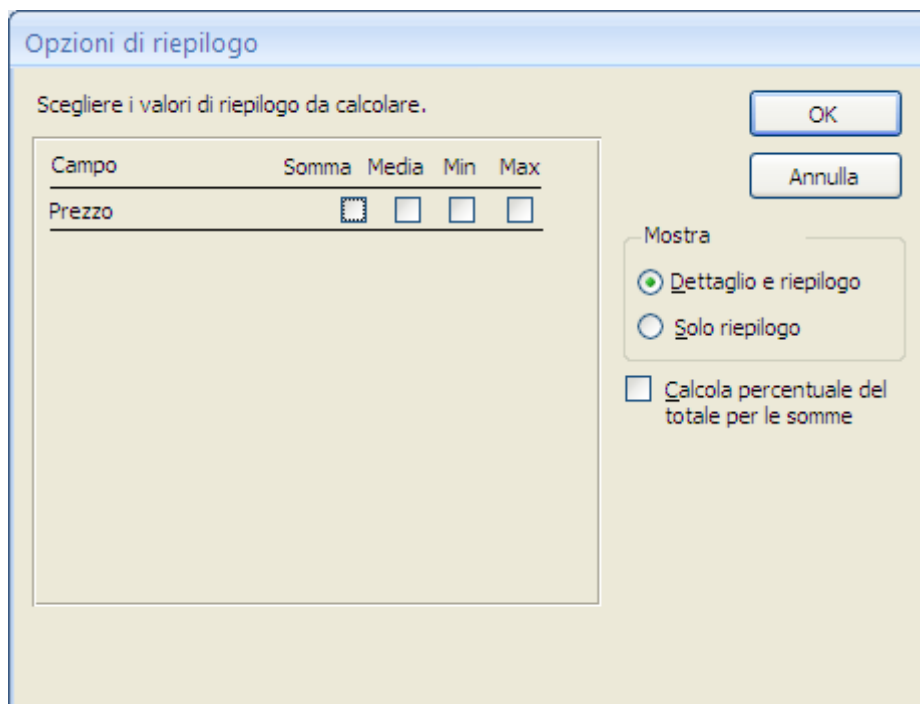 Opzioni di riepilogo
Scegliere i valori di riepilogo da calcolare.
OK
Annulla
Campo Somma Media Min Max
Prezzo
Mostra
Dettaglio e riepilogo
Solo riepilogo
Calcola percentuale del
totale per le somme